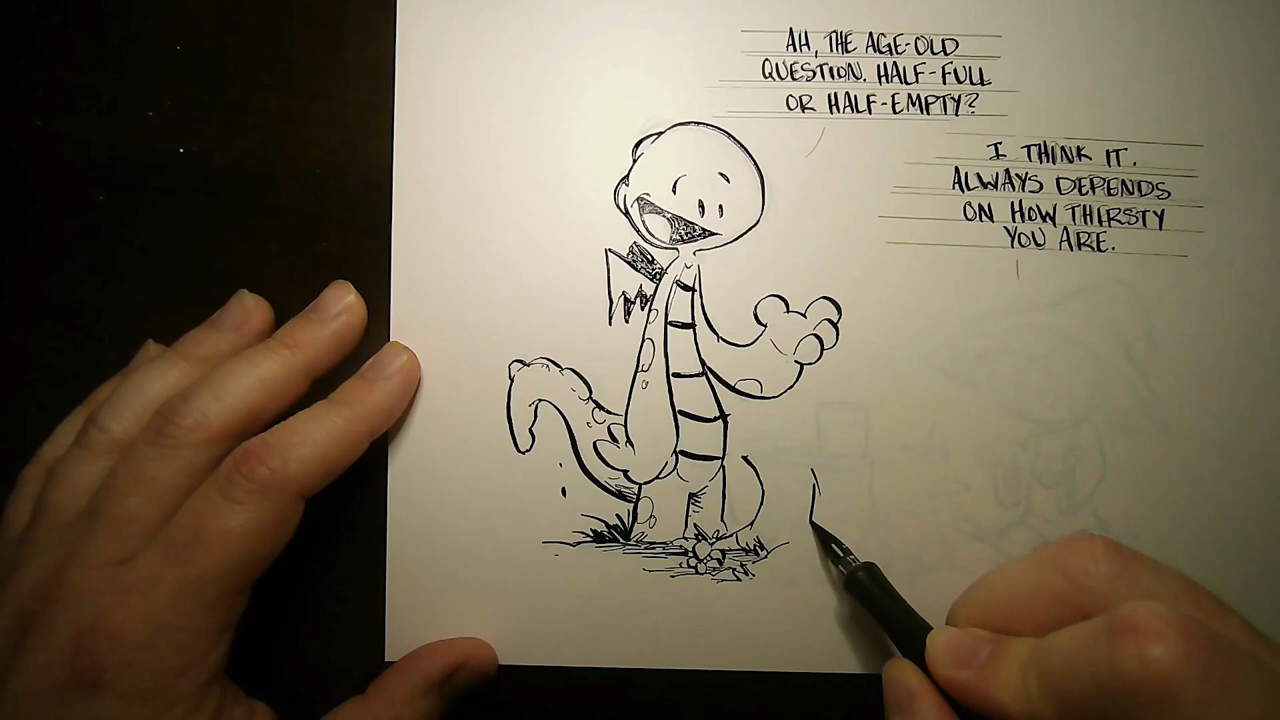 AH, THE AGE-OLD
QUESTION. HALF-FULL
OR HALF-EMPTY?
I THINK IT.
ALWAYS DEPENDS
ON HOW THIRSTY
YOU ARE.